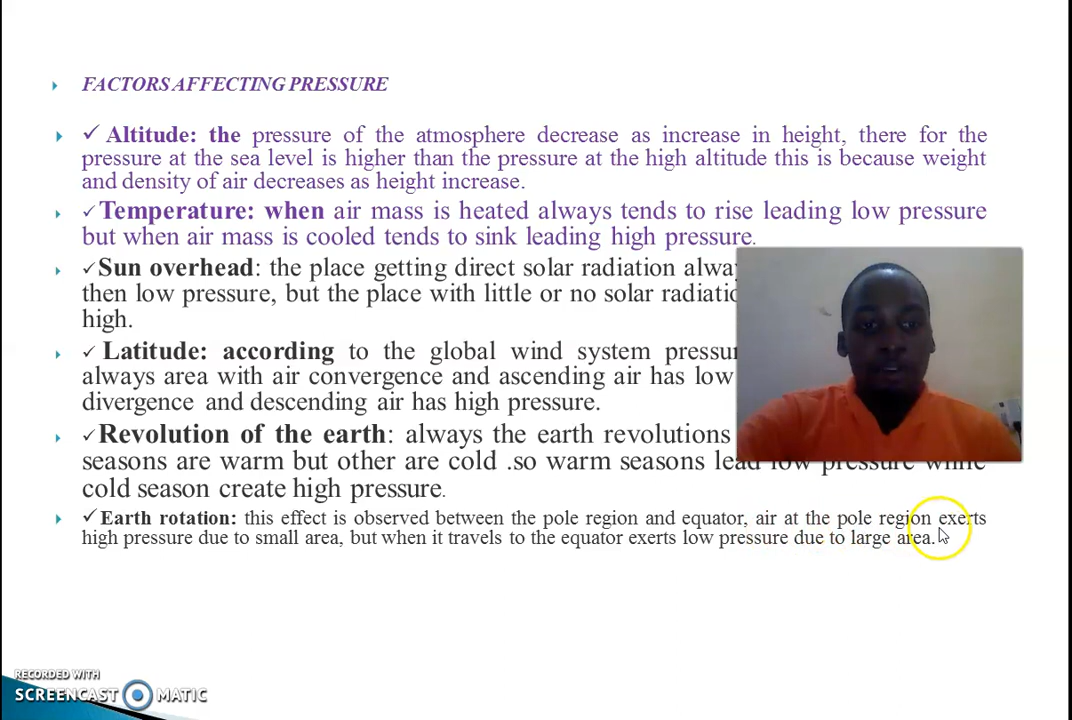 FACTORS AFFECTING PRESSURE
✓ Altitude: the pressure of the atmosphere decrease as increase in height, there for the
pressure at the sea level is higher than the pressure at the high altitude this is because weight
and density of air decreases as height increase.
✓Temperature: when air mass is heated always tends to rise leading low pressure
but when air mass is cooled tends to sink leading high pressure.
✓Sun overhead: the place getting direct solar radiation
then low pressure, but the place with little or no solar
high.
✓ Latitude: according to the global wind system
always area with air convergence and ascending air has low
divergence and descending air has high pressure.
✓Revolution of the earth: always the earth revolutions
seasons are warm but other are cold .so warm seasons lead low pressure while
cold season create high pressure.
✓Earth rotation: this effect is observed between the pole region and equator, air at the pole region exerts
high pressure due to small area, but when it travels to the equator exerts low pressure due to large area.
RECORDED WITH
SCREENCAST MATIC